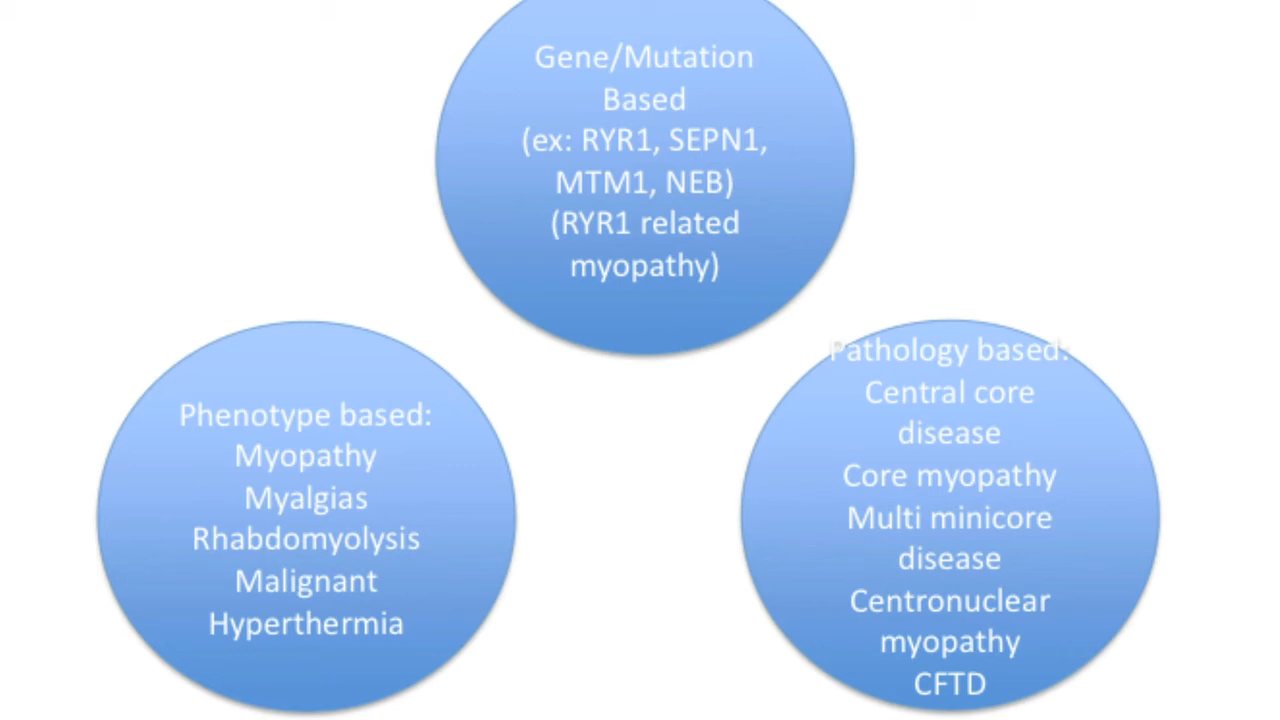 Gene/Mutation
Based
(ex: RYR1, SEPN1,
MTM1, NEB)
(RYR1 related
myopathy)
Phenotype based:
Myopathy
Myalgias
Rhabdomyolysis
Malignant
Hyperthermia
Pathology based:
Central core
disease
Core myopathy
Multi minicore
disease
Centronuclear
myopathy
CFTD